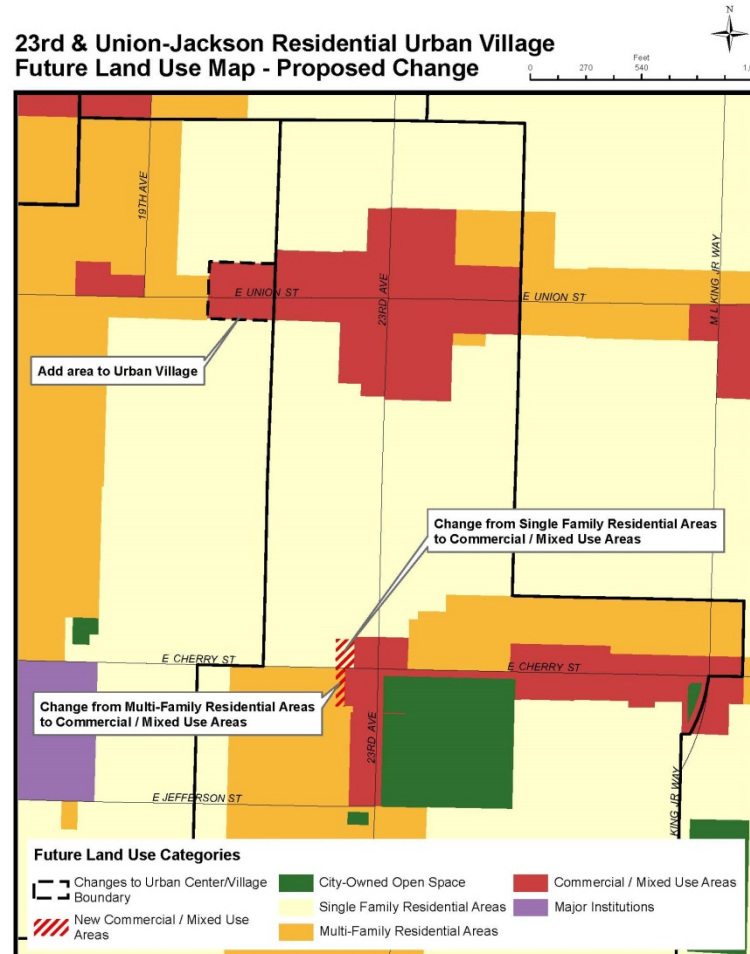 N
23rd & Union-Jackson Residential Urban Village
Future Land Use Map - Proposed Change
Feet
0 270 540
19TH AVE
23RD AVE
M L KING JR WAY
E UNION ST
E UNION ST
Add area to Urban Village
Change from Single Family Residential Areas
to Commercial / Mixed Use Areas
E CHERRY ST
E CHERRY ST
Change from Multi-Family Residential Areas
to Commercial / Mixed Use Areas
23RD AVE
E JEFFERSON ST
KING JR WAY
Future Land Use Categories
Changes to Urban Center/Village
Boundary
New Commercial / Mixed Use
Areas
City-Owned Open Space
Single Family Residential Areas
Multi-Family Residential Areas
Commercial / Mixed Use Areas
Major Institutions